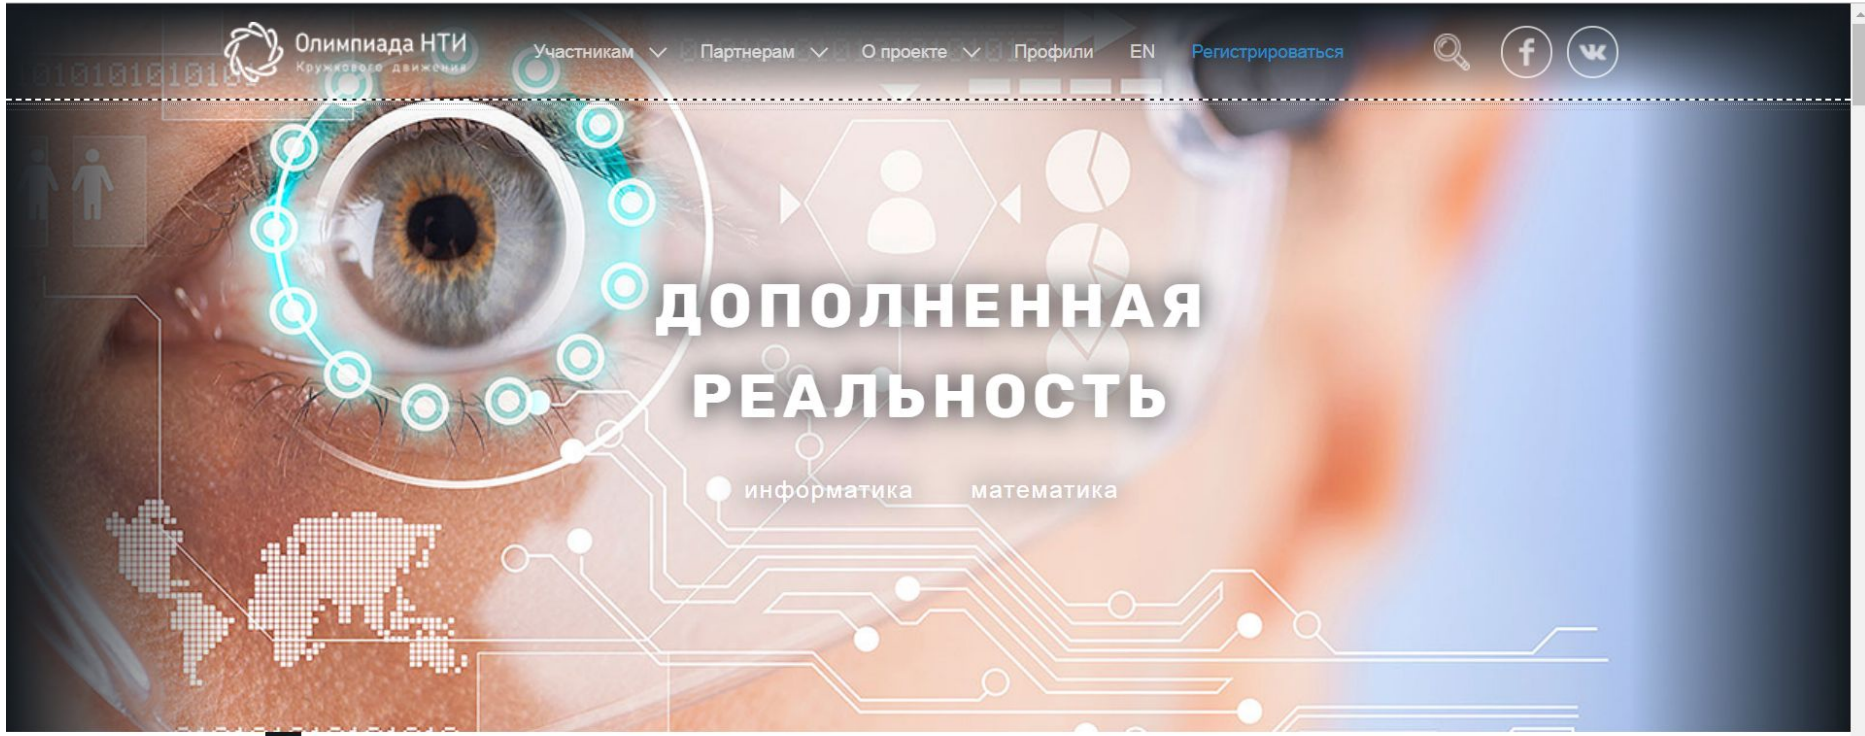 Олимпиада НТИ
Кружкового движения
Участникам Партнерам О проекте Профили EN Регистрироваться
ДОПОЛНЕННАЯ
РЕАЛЬНОСТЬ
информатика математика